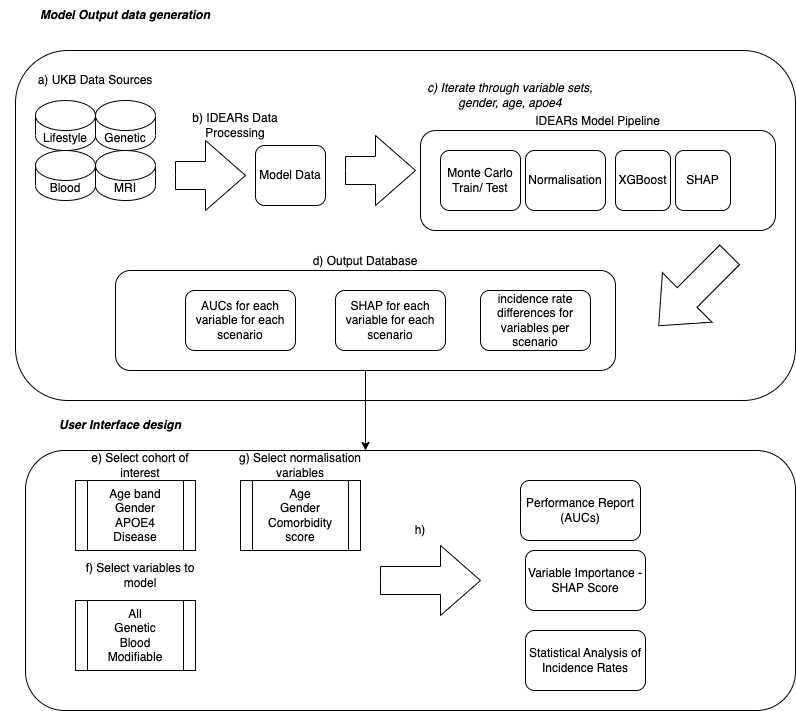 Model Output data generation
a) UKB Data Sources
Lifestyle
Genetic
Blood
MRI
b) IDEARs Data
Processing
Model Data
c) Iterate through variable sets,
gender, age, apoe4
IDEARs Model Pipeline
Monte Carlo
Train/ Test
Normalisation
XGBoost
SHAP
d) Output Database
AUCs for each
variable for each
scenario
SHAP for each
variable for each
scenario
incidence rate
differences for
variables per
scenario
User Interface design
e) Select cohort of
interest
Age band
Gender
APOE4
Disease
f) Select variables to
model
All
Genetic
Blood
Modifiable
g) Select normalisation
variables
Age
Gender
Comorbidity
score
h)
Performance Report
(AUCs)
Variable Importance -
SHAP Score
Statistical Analysis of
Incidence Rates